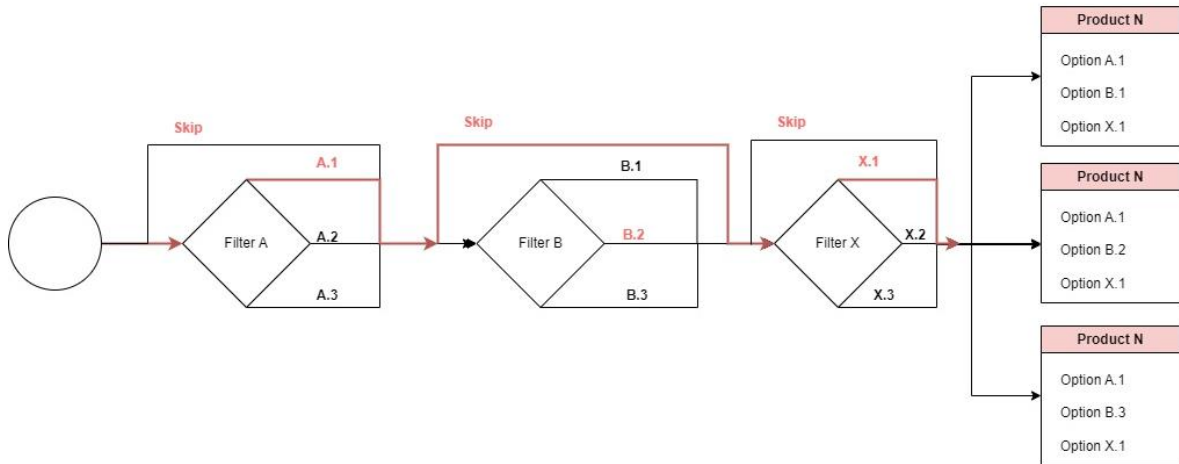 Skip
A.1
Filter A
A.2
A.3
Skip
B.1
Filter B
B.2
B.3
Skip
X.1
Filter X
X.2
X.3
Product N
Option A.1
Option B.1
Option X.1
Product N
Option A.1
Option B.2
Option X.1
Product N
Option A.1
Option B.3
Option X.1